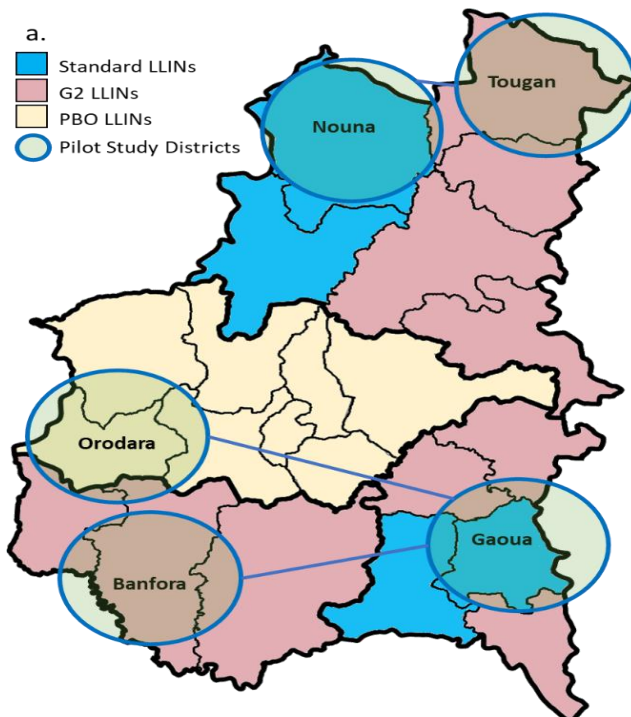 a.
Standard LLINs
G2 LLINs
PBO LLINs
Pilot Study Districts
Tougan
Nouna
Orodara
Gaoua
Banfora